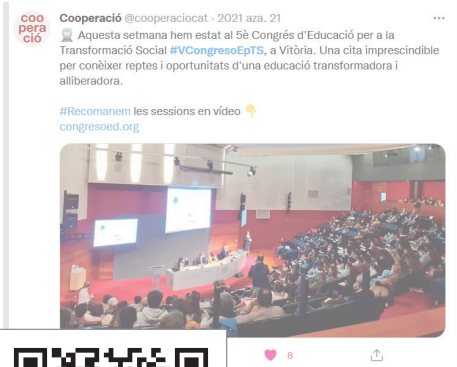 coo
pera
ció
Cooperació @cooperaciocat · 2021 aza. 21
Aquesta setmana hem estat al 5è Congrés d'Educació per a la
Transformació Social #VCongresoEpTS, a Vitòria. Una cita imprescindible
per conèixer reptes i oportunitats d'una educació transformadora i
alliberadora.
#Recomanem les sessions en vídeo
congresoed.org
8